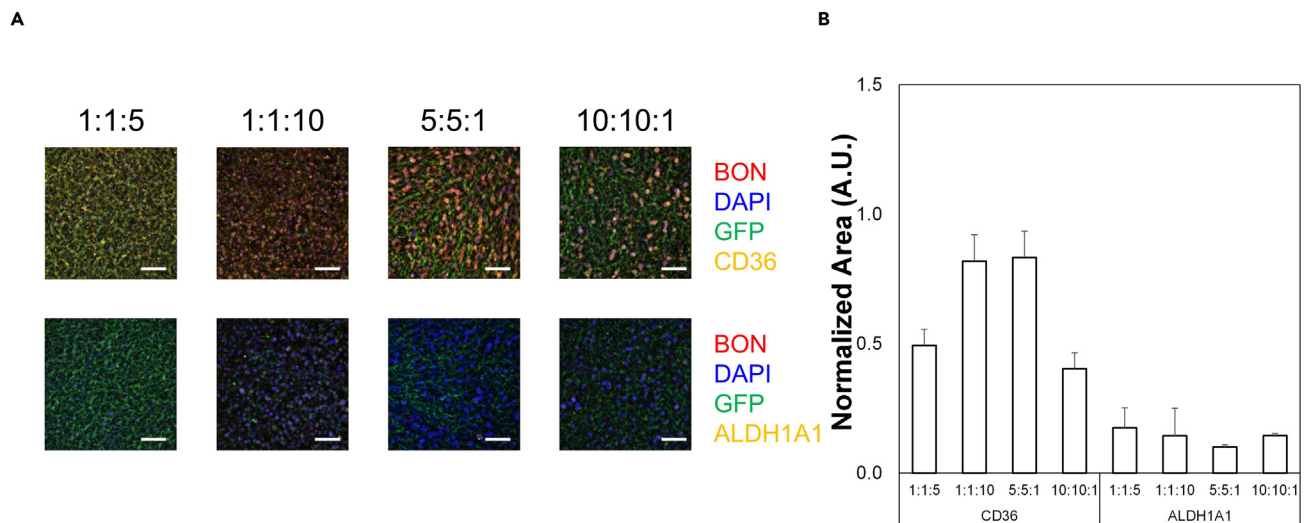 A
1:1:5 1:1:10 5:5:1 10:10:1
BON
DAPI
GFP
CD36
BON
DAPI
GFP
ALDH1A1
B
Normalized Area (A.U.)
1.5
1.0
0.5
0.0
1:1:5 1:1:10 5:5:1 10:10:1 1:1:5 1:1:10 5:5:1 10:10:1
CD36 ALDH1A1